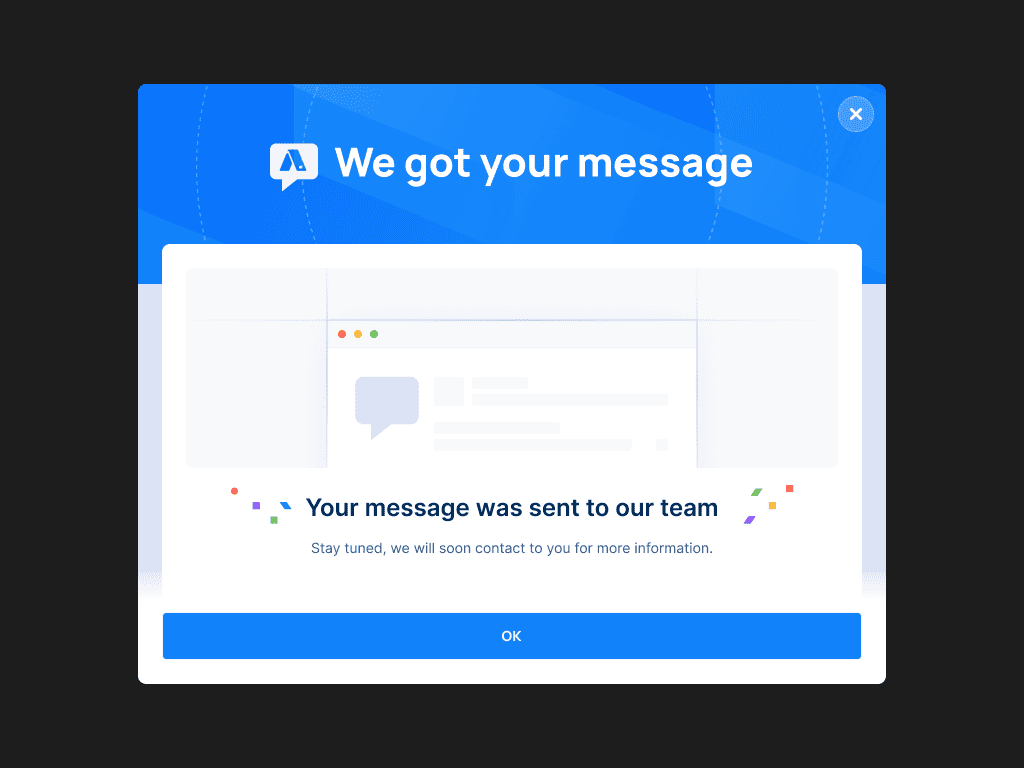 We got your message
Your message was sent to our team
Stay tuned, we will soon contact to you for more information.
OK